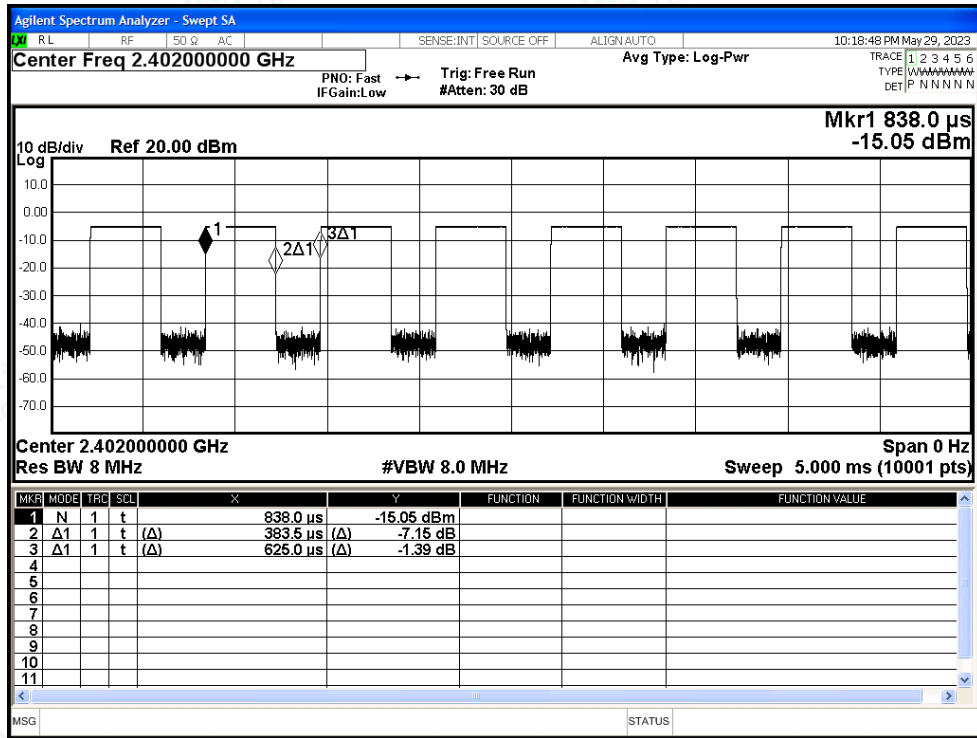 Agilent Spectrum Analyzer - Swept SA
LXI RL RF 50 Ω AC SENSE:INT SOURCE OFF ALIGN AUTO 10:18:48 PM May 29, 2023
Center Freq 2.402000000 GHz
PNO: Fast
IFGain:Low
Trig: Free Run
#Atten: 30 dB
Avg Type: Log-Pwr
TRACE 1 2 3 4 5 6
TYPE
DET P N N N N N
Mkr1 838.0 µs
-15.05 dBm
10 dB/div Ref 20.00 dBm
Log
10.0
0.00
-10.0
-20.0
-30.0
-40.0
-50.0
-60.0
-70.0
1
2Δ1
3Δ1
Center 2.402000000 GHz Span 0 Hz
Res BW 8 MHz #VBW 8.0 MHz Sweep 5.000 ms (10001 pts)
MKR MODE TRC SCL X Y FUNCTION FUNCTION WIDTH FUNCTION VALUE
1 N 1 t 838.0 µs -15.05 dBm
2 Δ1 1 t (Δ) 383.5 µs (Δ) -7.15 dB
3 Δ1 1 t (Δ) 625.0 µs (Δ) -1.39 dB
4
5
6
7
8
9
10
11
MSG STATUS